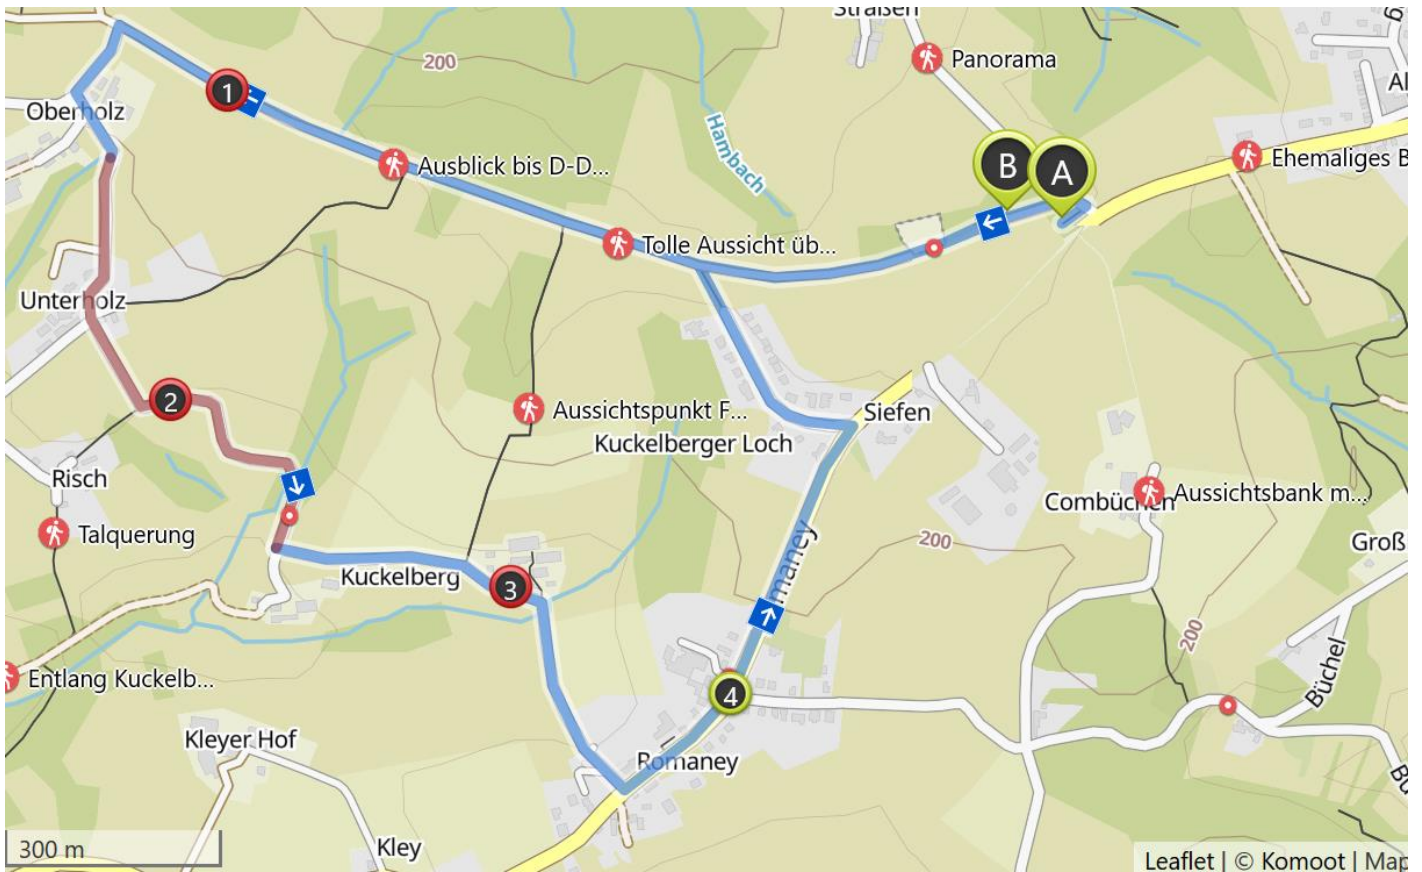 Straßen
200
Panorama
1
Oberholz
Ausblick bis D-D...
Hambach
B
A
Ehemaliges B
Tolle Aussicht üb...
Unterholz
2
Aussichtspunkt F...
Siefen
Kuckelberger Loch
Risch
Talquerung
Combüchen
Aussichtsbank m...
200
Groß
Kuckelberg
3
maney
200
Entlang Kuckelb...
4
Büchel
Kleyer Hof
Romaney
Kley
300 m
Leaflet | © Komoot | Map